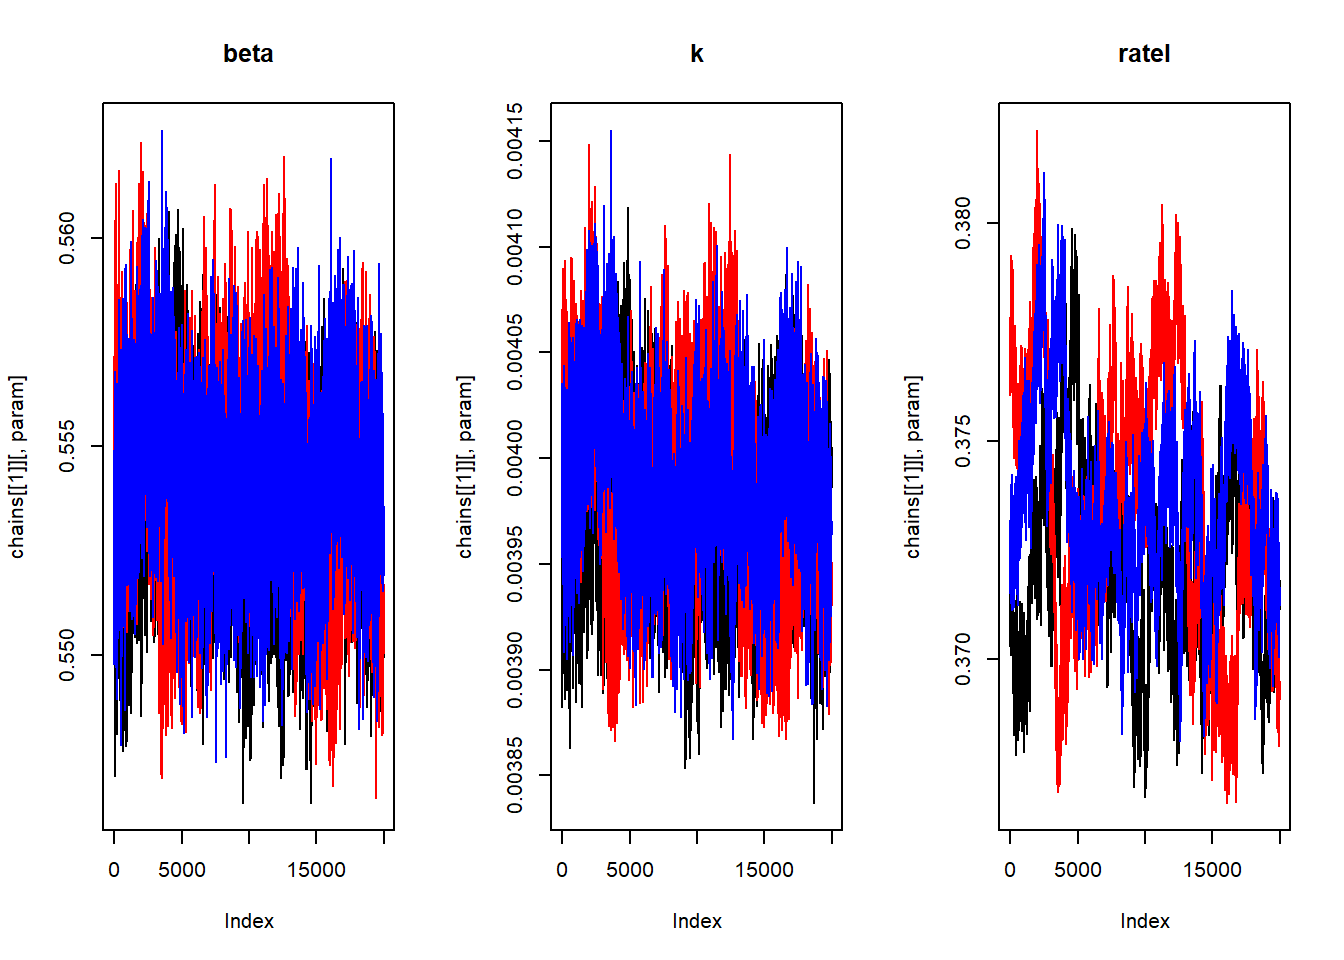 beta
chains[[1]][, param]
0.550 0.555 0.560
0 5000 15000
Index
k
chains[[1]][, param]
0.00385 0.00390 0.00395 0.00400 0.00405 0.00410 0.00415
0 5000 15000
Index
rateI
chains[[1]][, param]
0.370 0.375 0.380
0 5000 15000
Index